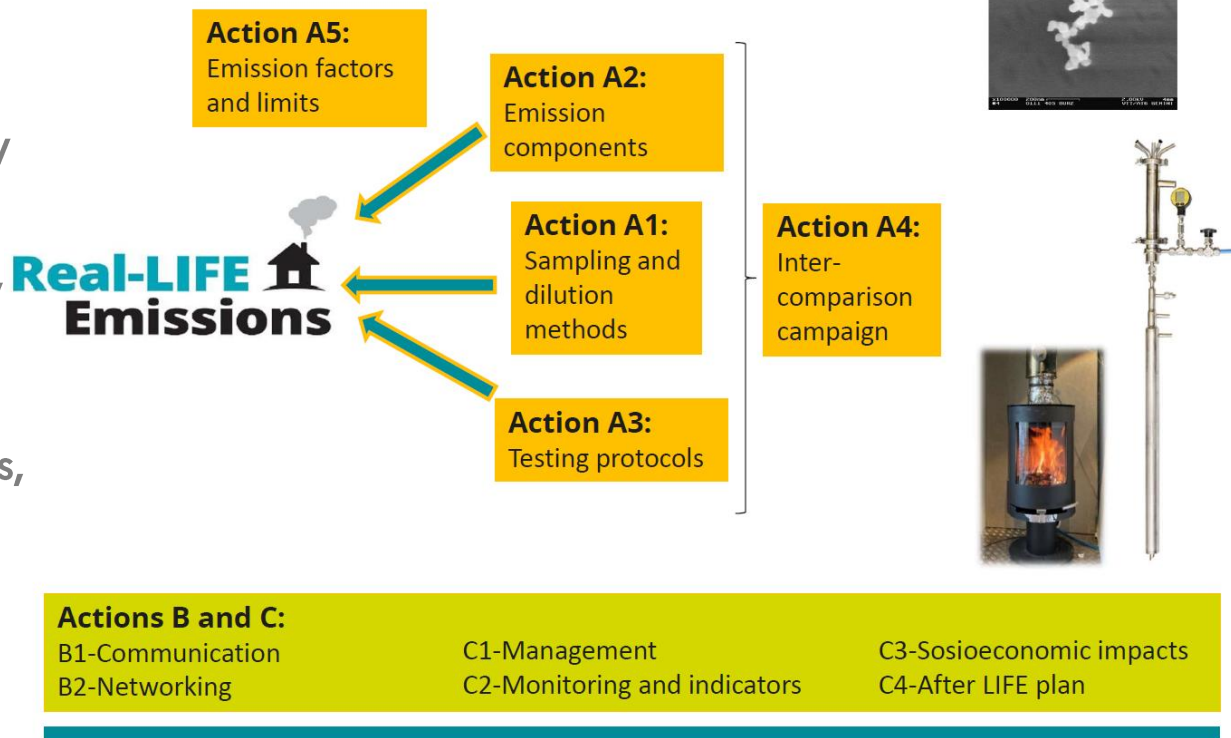 Action A5:
Emission factors
and limits
Action A2:
Emission
components
Real-LIFE
Emissions
Action A1:
Sampling and
dilution
methods
Action A4:
Inter-
comparison
campaign
Action A3:
Testing protocols
s,
Actions B and C:
B1-Communication
B2-Networking
C1-Management
C2-Monitoring and indicators
C3-Sosioeconomic impacts
C4-After LIFE plan